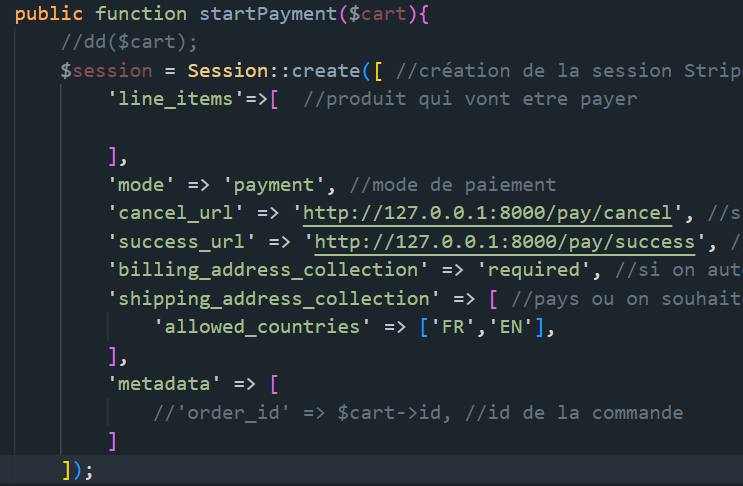 public function startPayment($cart){
//dd($cart);
$session = Session::create([ //création de la session Strip
'line_items'=>[  //produit qui vont etre payer
],
'mode' => 'payment', //mode de paiement
'cancel_url' => 'http://127.0.0.1:8000/pay/cancel', //s
'success_url' => 'http://127.0.0.1:8000/pay/success', /
'billing_address_collection' => 'required', //si on aut
'shipping_address_collection' => [ //pays ou on souhait
'allowed_countries' => ['FR','EN'],
],
'metadata' => [
//'order_id' => $cart->id, //id de la commande
]
]);